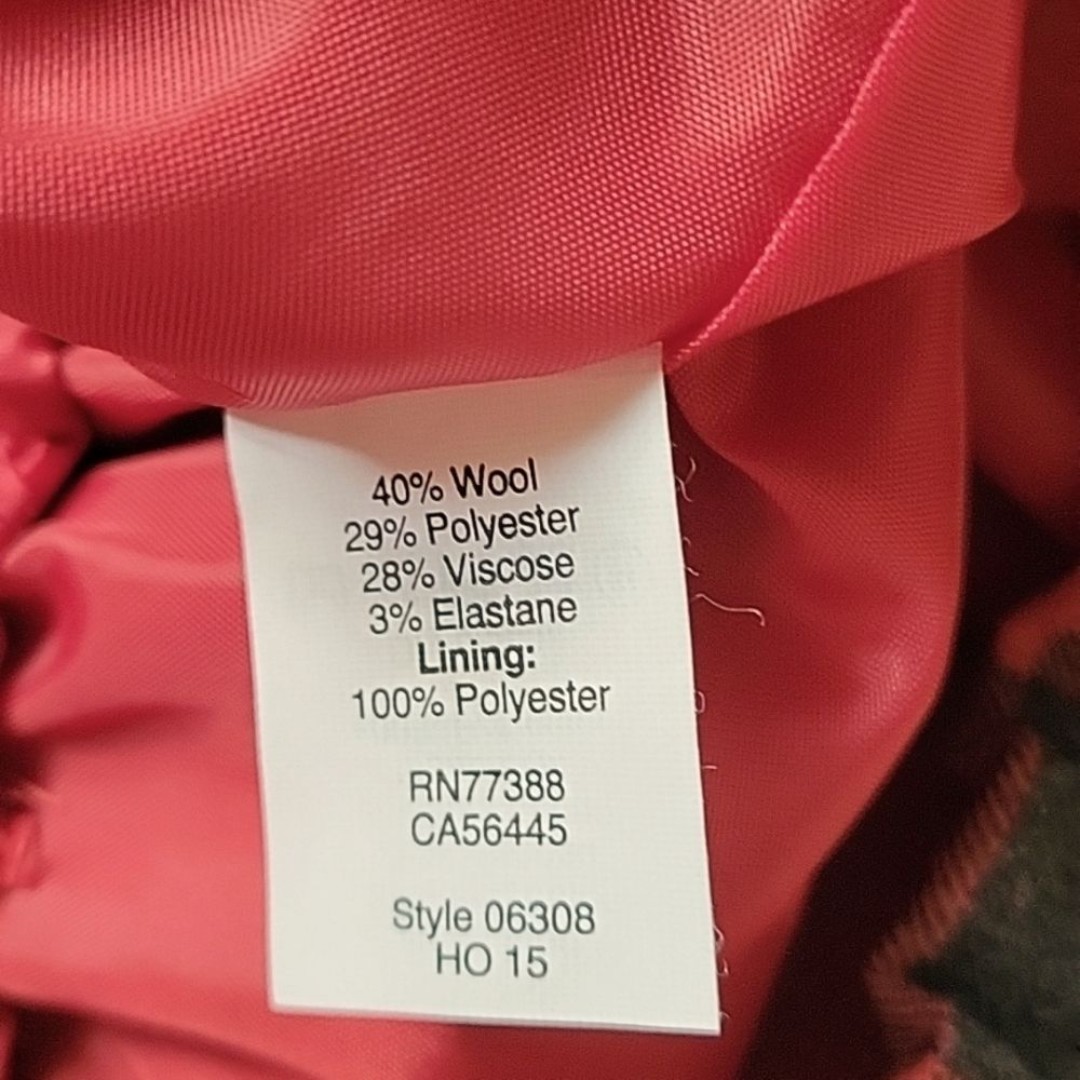 40% Wool
29% Polyester
28% Viscose
3% Elastane
Lining:
100% Polyester
RN77388
CA56445
Style 06308
HO 15